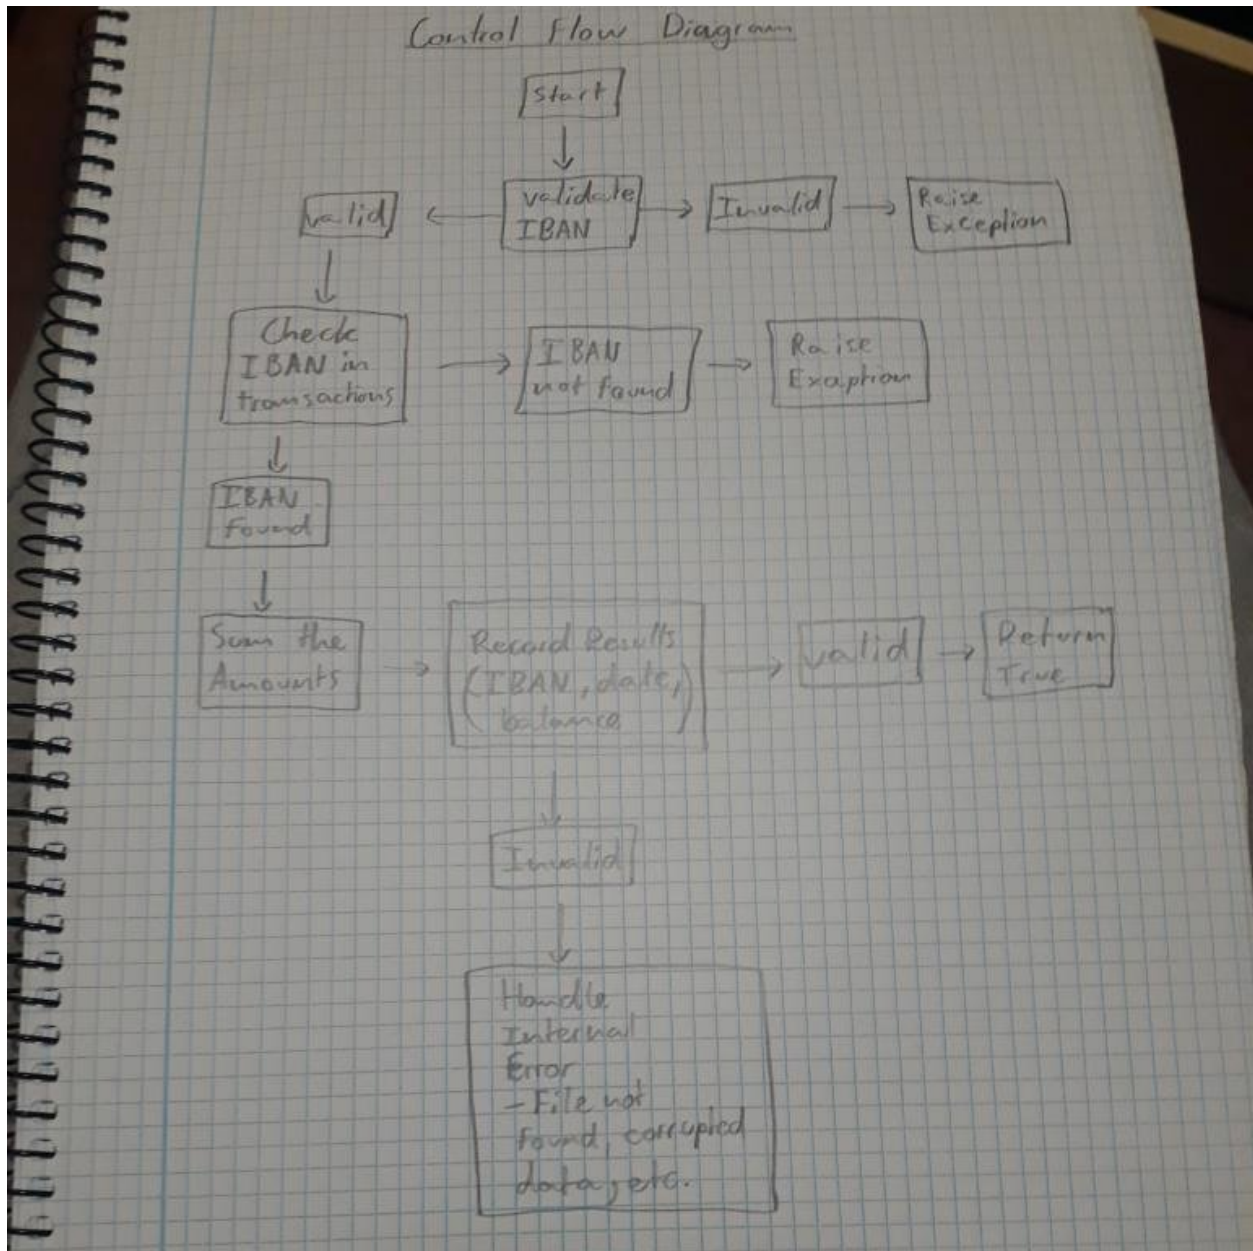 Control Flow Diagram
Start
valid
validate
IBAN
Invalid
Raise
Exception
Check
IBAN in
transactions
IBAN
not found
Raise
Exaption
IBAN
Found
Sum the
Amounts
Record Results
(IBAN, date,
balance)
valid
Return
True
Invalid
Handle
Internal
Error
- File not
found, corrupied
data, etc.